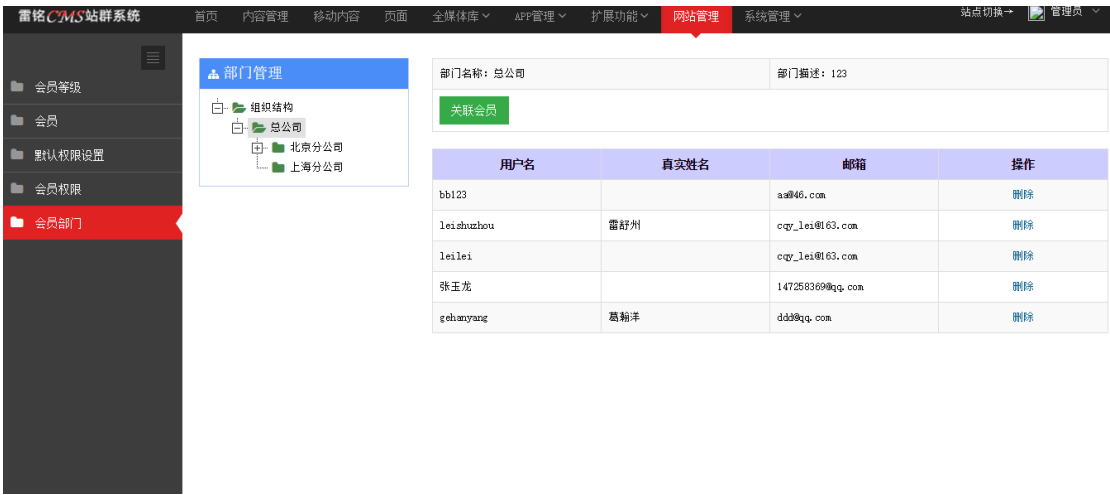 雷铭CMS站群系统 首页 内容管理 移动内容 页面 全媒体库 APP管理 扩展功能 网站管理 系统管理 站点切换→ 管理员
会员等级
会员
默认权限设置
会员权限
会员部门
部门管理
组织结构
总公司
北京分公司
上海分公司
部门名称: 总公司 部门描述: 123
关联会员
用户名 真实姓名 邮箱 操作
bb123 aa@46.com 删除
leishuzhou 雷舒州 cqy_lei@163.com 删除
leilei cqy_lei@163.com 删除
张玉龙 147258369@qq.com 删除
gehanyang 葛翰洋 ddd@qq.com 删除